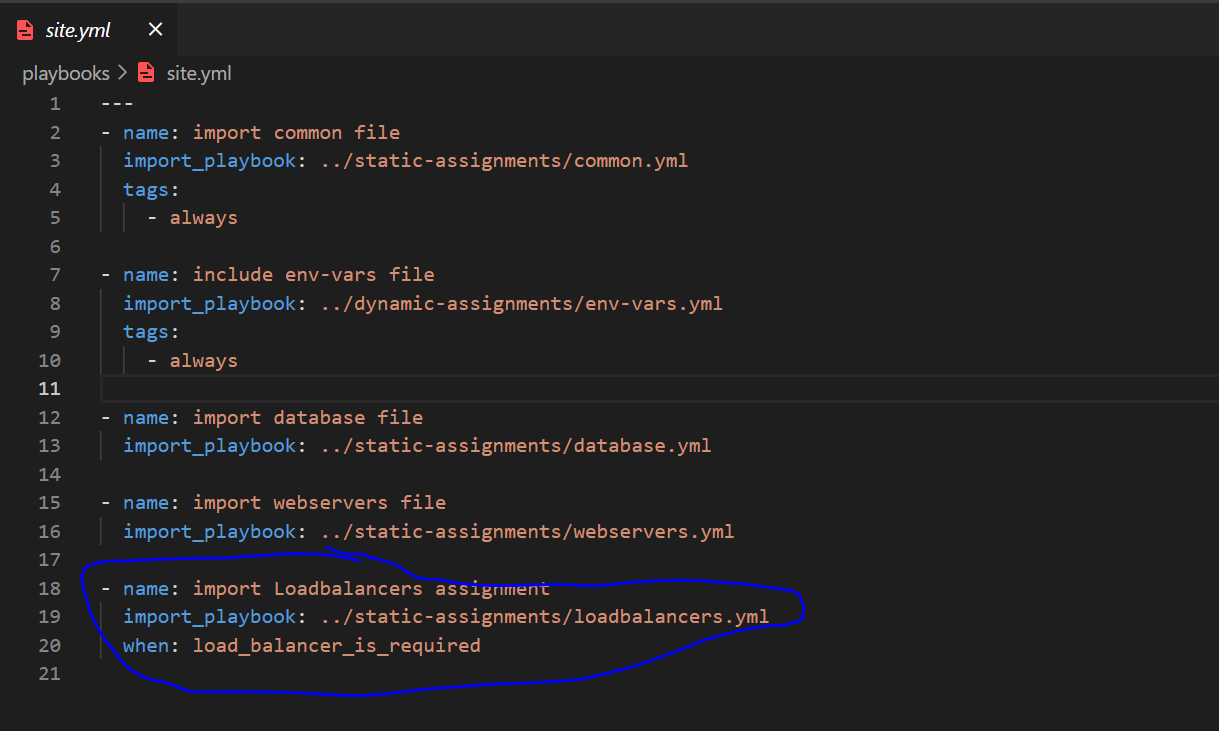 site.yml
playbooks > site.yml
1 ---
2 - name: import common file
3 import_playbook: ../static-assignments/common.yml
4 tags:
5 - always
6
7 - name: include env-vars file
8 import_playbook: ../dynamic-assignments/env-vars.yml
9 tags:
10 - always
11
12 - name: import database file
13 import_playbook: ../static-assignments/database.yml
14
15 - name: import webservers file
16 import_playbook: ../static-assignments/webservers.yml
17
18 - name: import Loadbalancers assignment
19 import_playbook: ../static-assignments/loadbalancers.yml
20 when: load_balancer_is_required
21